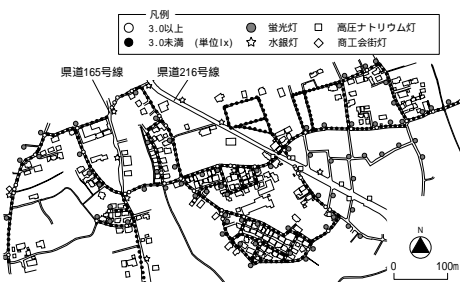 凡例
3.0以上 蛍光灯 高圧ナトリウム灯
3.0未満 (単位lx) 水銀灯 商工会街灯
県道165号線 県道216号線
N
0 100m